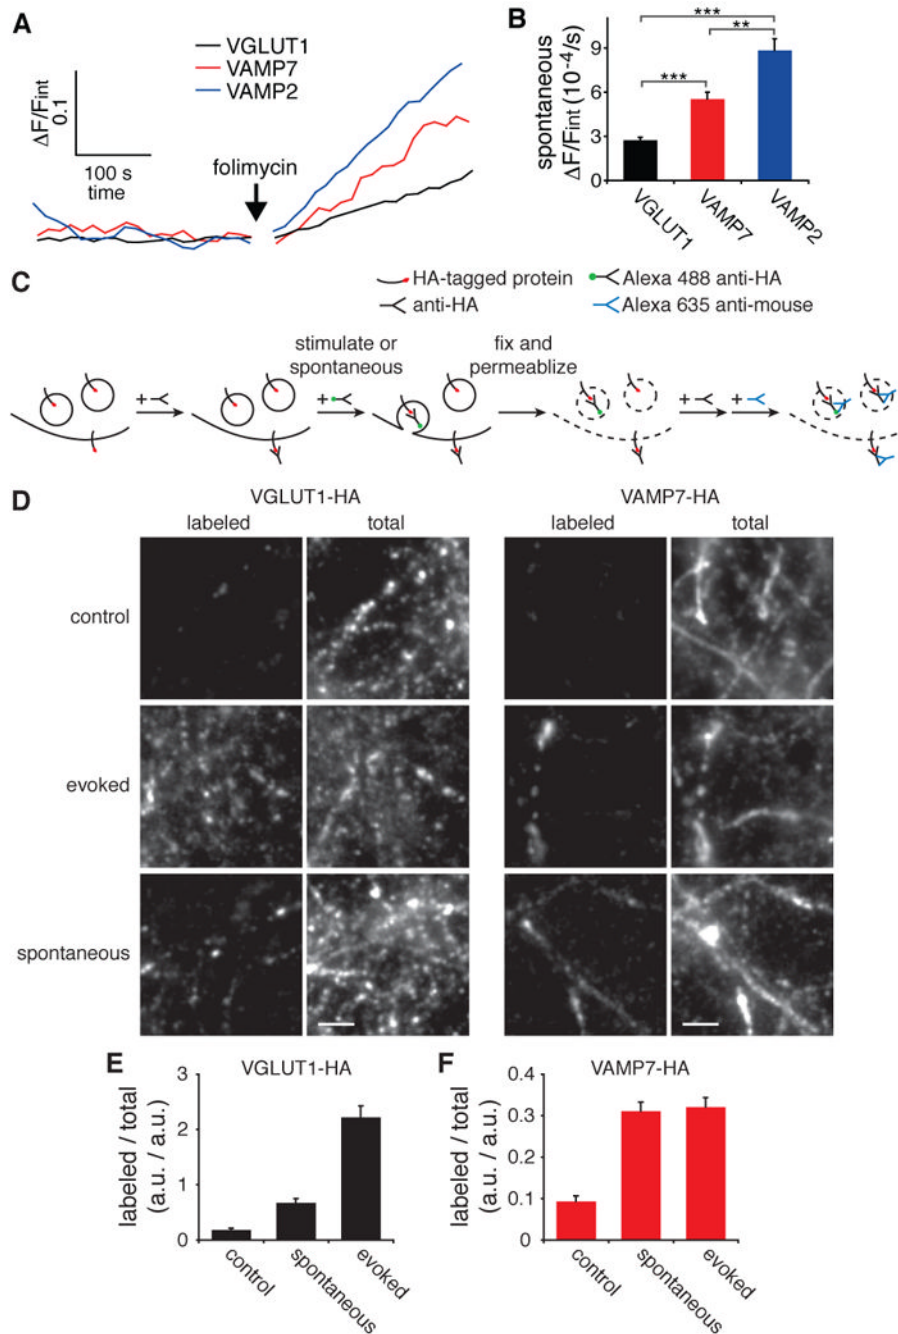 A
VGLUT1
VAMP7
VAMP2
ΔF/Fint
0.1
100 s
time
folimycin
B
spontaneous
ΔF/Fint (10-4/s)
9
6
3
0
***
**
***
VGLUT1
VAMP7
VAMP2
C
HA-tagged protein
anti-HA
Alexa 488 anti-HA
Alexa 635 anti-mouse
stimulate or
spontaneous
fix and
permeablize
+
+
+
+
D
VGLUT1-HA
VAMP7-HA
labeled
total
labeled
total
control
evoked
spontaneous
E
VGLUT1-HA
labeled / total
(a.u. / a.u.)
3
2
1
0
control
spontaneous
evoked
F
VAMP7-HA
labeled / total
(a.u. / a.u.)
0.4
0.3
0.2
0.1
0
control
spontaneous
evoked